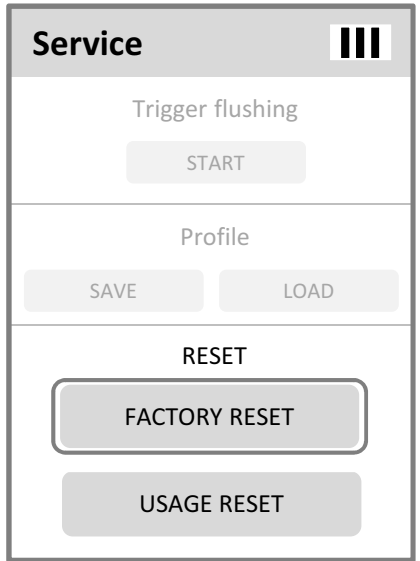 Service
Trigger flushing
START
Profile
SAVE LOAD
RESET
FACTORY RESET
USAGE RESET